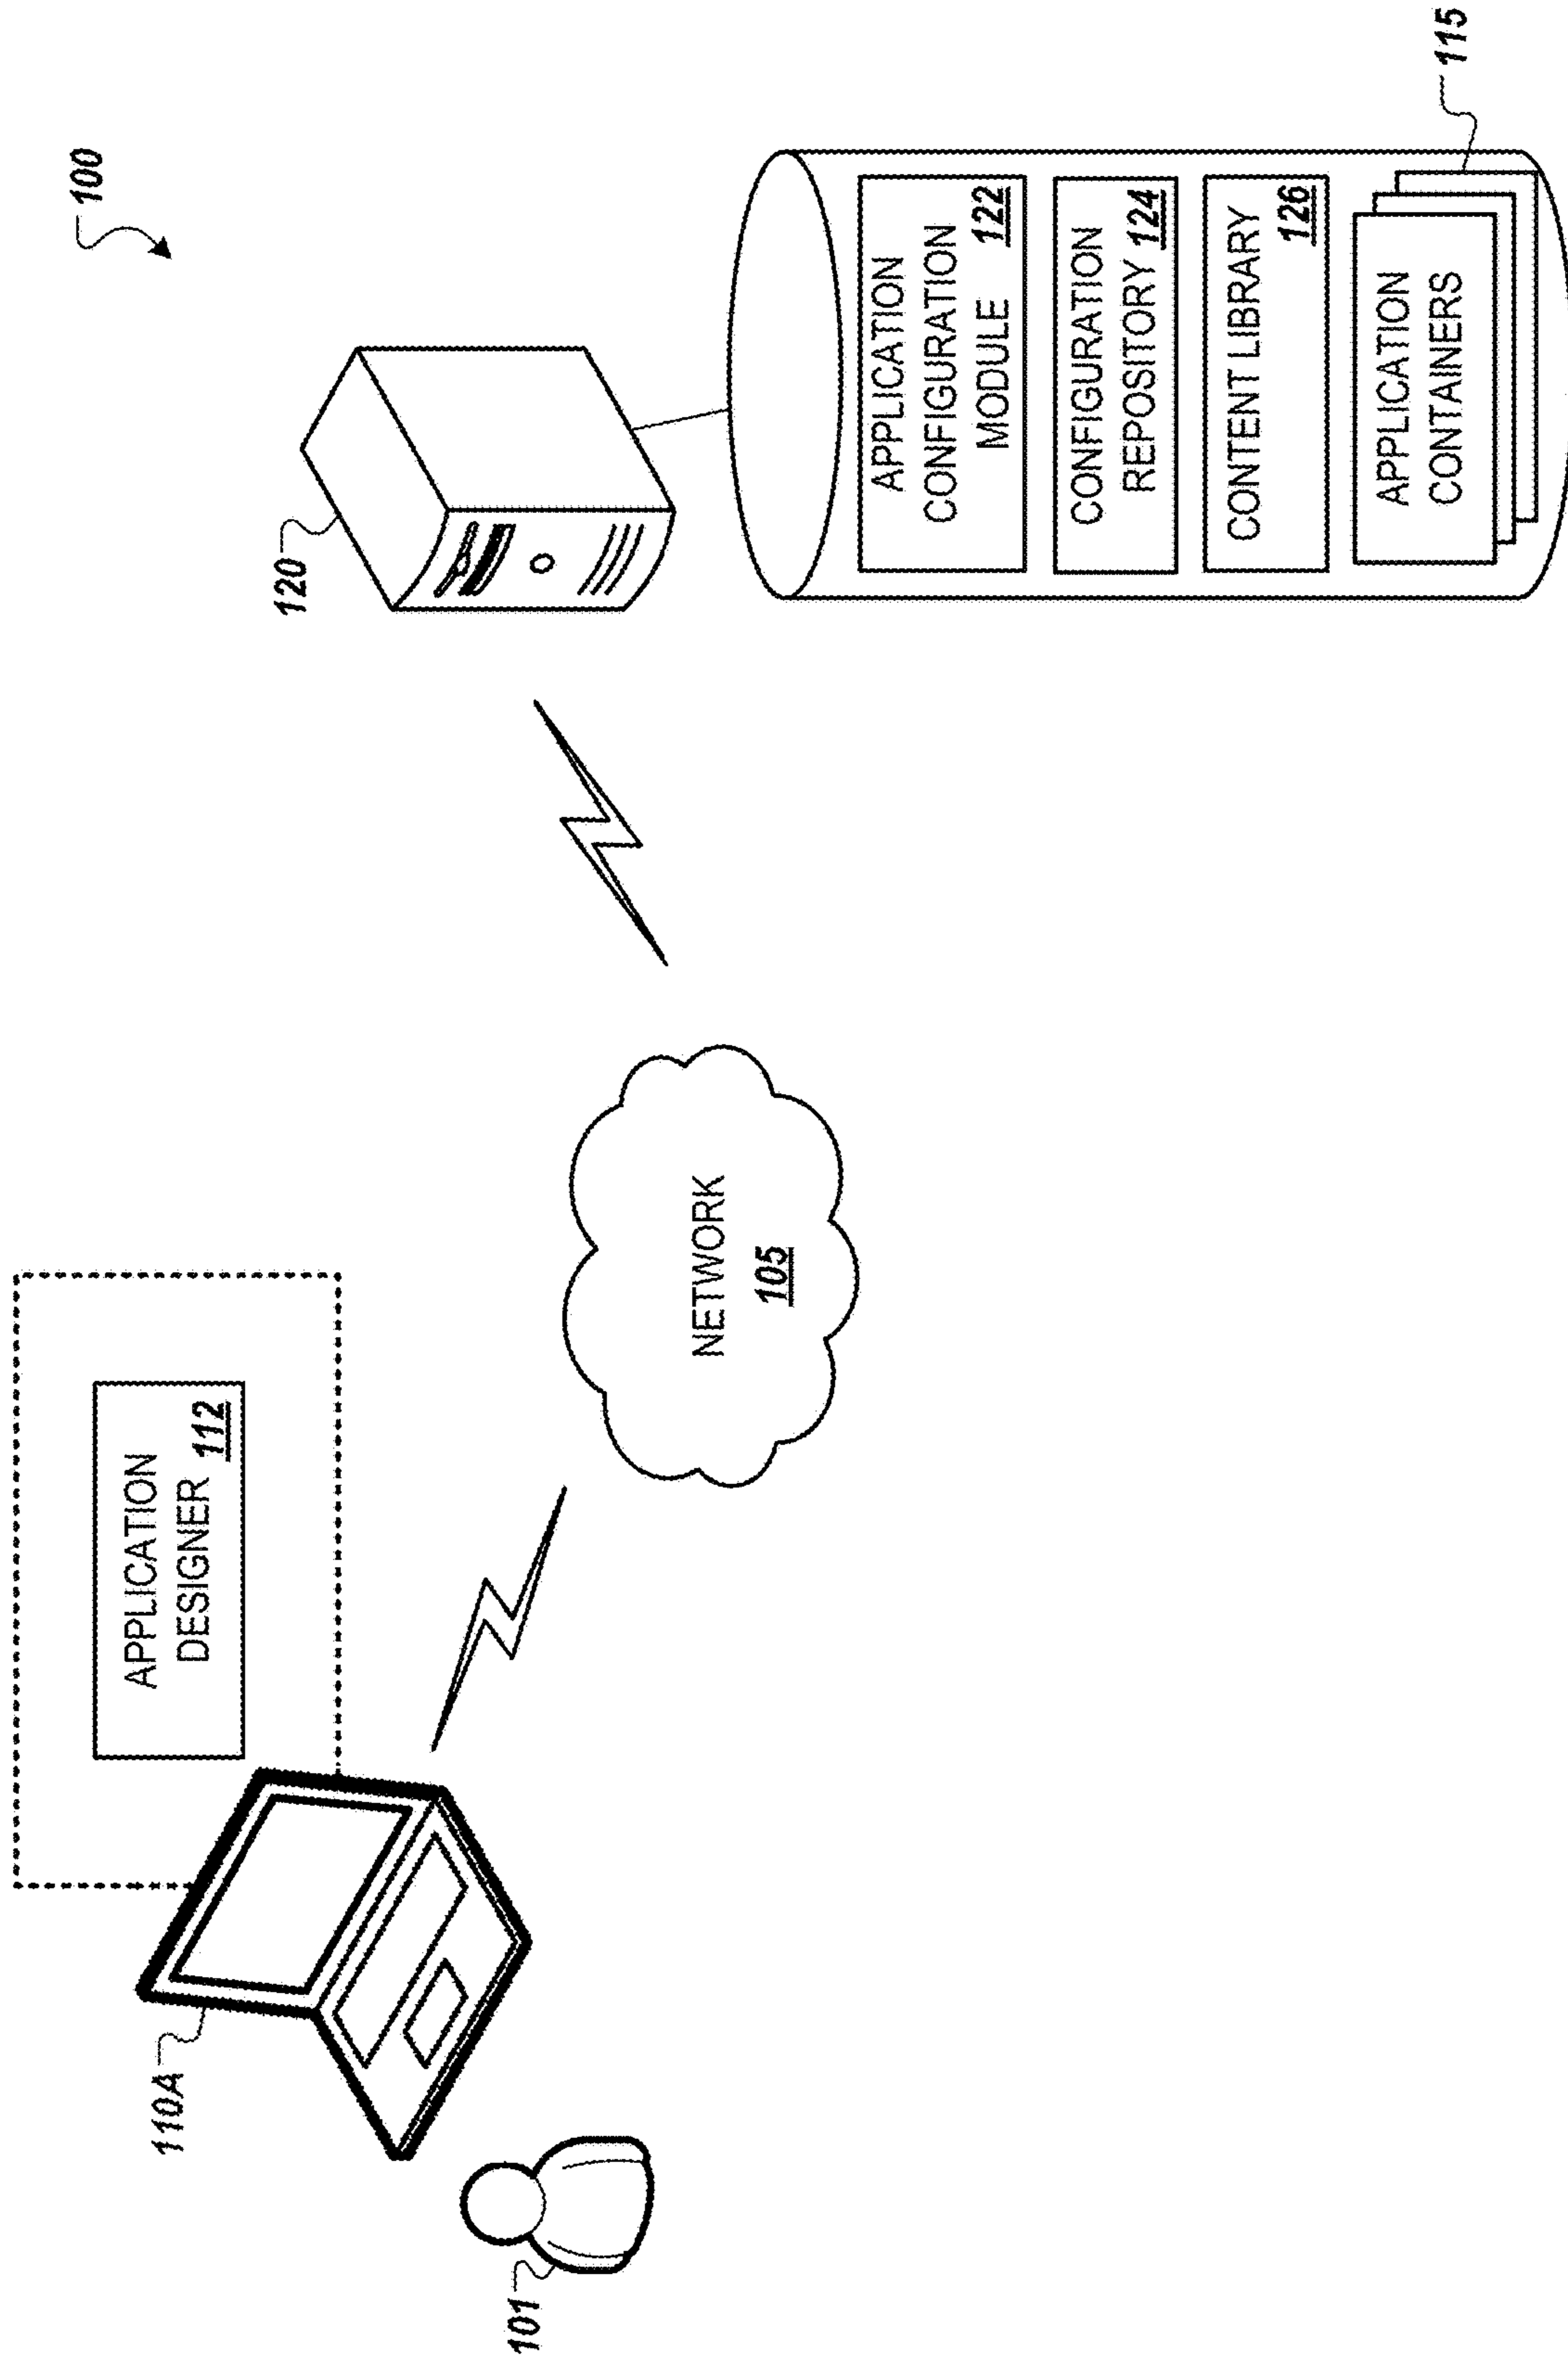 100
110A
APPLICATION
DESIGNER 112
101
NETWORK
105
120
APPLICATION
CONFIGURATION
MODULE 122
CONFIGURATION
REPOSITORY 124
CONTENT LIBRARY
126
APPLICATION
CONTAINERS
115